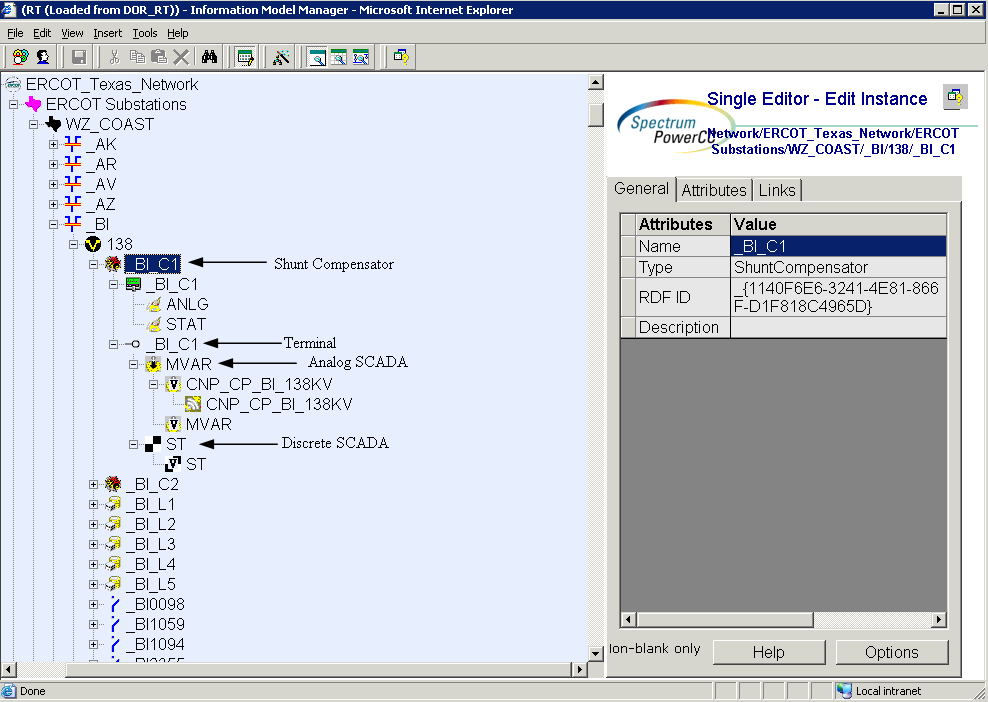 (RT (Loaded from DOR_RT)) - Information Model Manager - Microsoft Internet Explorer
File Edit View Insert Tools Help
ERCOT_Texas_Network
ERCOT Substations
WZ_COAST
_AK
_AR
_AV
_AZ
_BI
138
_BI_C1
Shunt Compensator
_BI_C1
ANLG
STAT
_BI_C1
Terminal
MVAR
Analog SCADA
CNP_CP_BI_138KV
CNP_CP_BI_138KV
MVAR
ST
Discrete SCADA
ST
_BI_C2
_BI_L1
_BI_L2
_BI_L3
_BI_L4
_BI_L5
_BI0098
_BI1059
_BI1094
Spectrum
PowerCC
Single Editor - Edit Instance
Network/ERCOT_Texas_Network/ERCOT
Substations/WZ_COAST/_BI/138/_BI_C1
General Attributes Links
Attributes Value
Name _BI_C1
Type ShuntCompensator
RDF ID _{1140F6E6-3241-4E81-866
F-D1F818C4965D}
Description
lon-blank only
Help Options
Done
Local intranet